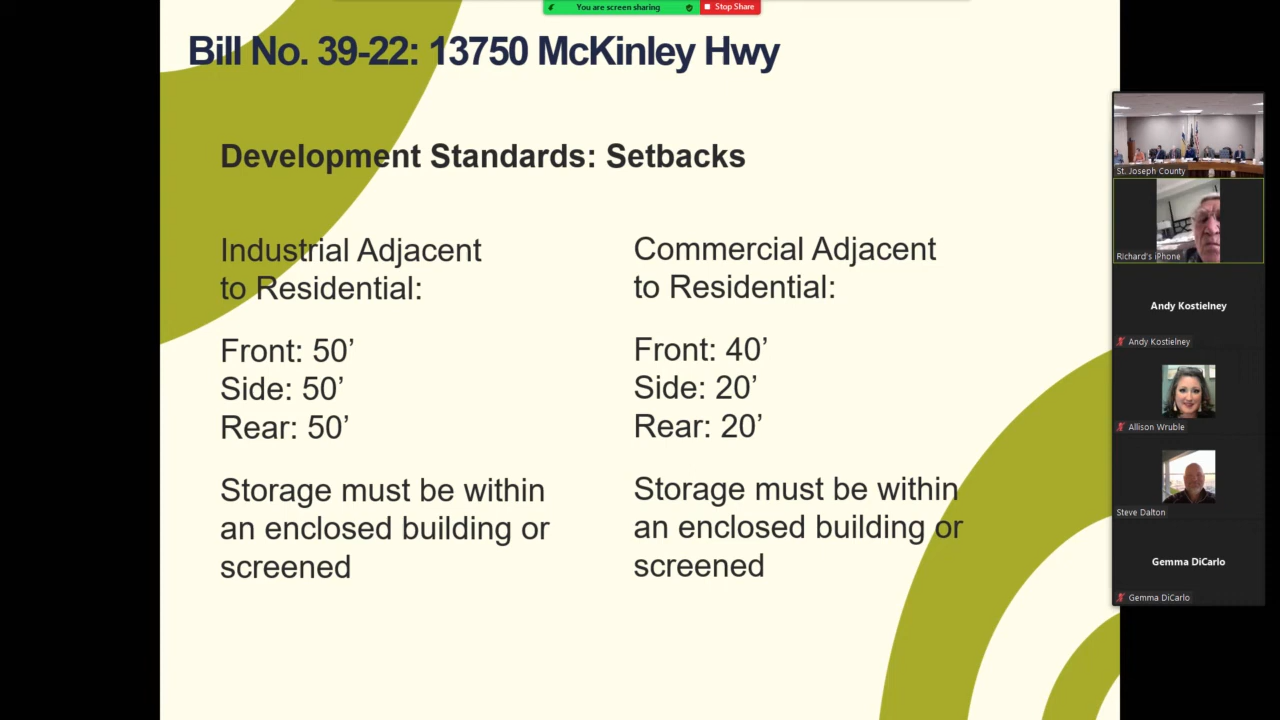 You are screen sharing
Stop Share
Bill No. 39-22: 13750 McKinley Hwy
Development Standards: Setbacks
Industrial Adjacent
to Residential:
Front: 50’
Side: 50’
Rear: 50’
Storage must be within
an enclosed building or
screened
Commercial Adjacent
to Residential:
Front: 40’
Side: 20’
Rear: 20’
Storage must be within
an enclosed building or
screened
St. Joseph County
Richard's iPhone
Andy Kostielney
Andy Kostielney
Allison Wruble
Steve Dalton
Gemma DiCarlo
Gemma DiCarlo